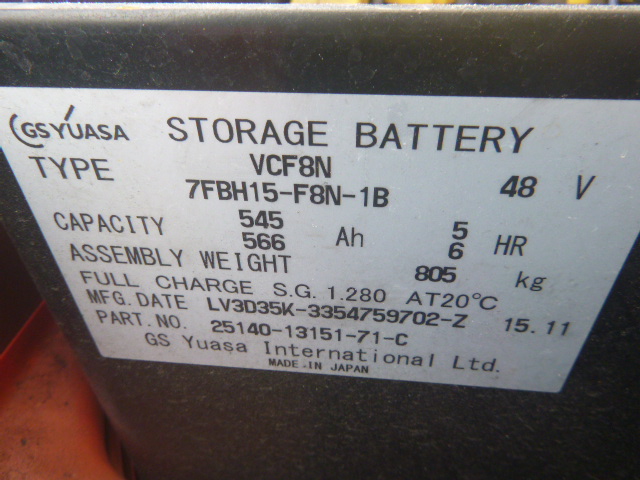 GS YUASA STORAGE BATTERY
TYPE VCF8N
7FBH15-F8N-1B 48 V
CAPACITY 545 Ah 5 HR
566 6
ASSEMBLY WEIGHT 805 kg
FULL CHARGE S.G. 1.280 AT20℃
MFG. DATE LV3D35K-3354759702-Z 15.11
PART. NO. 25140-13151-71-C
GS Yuasa International Ltd.
MADE IN JAPAN